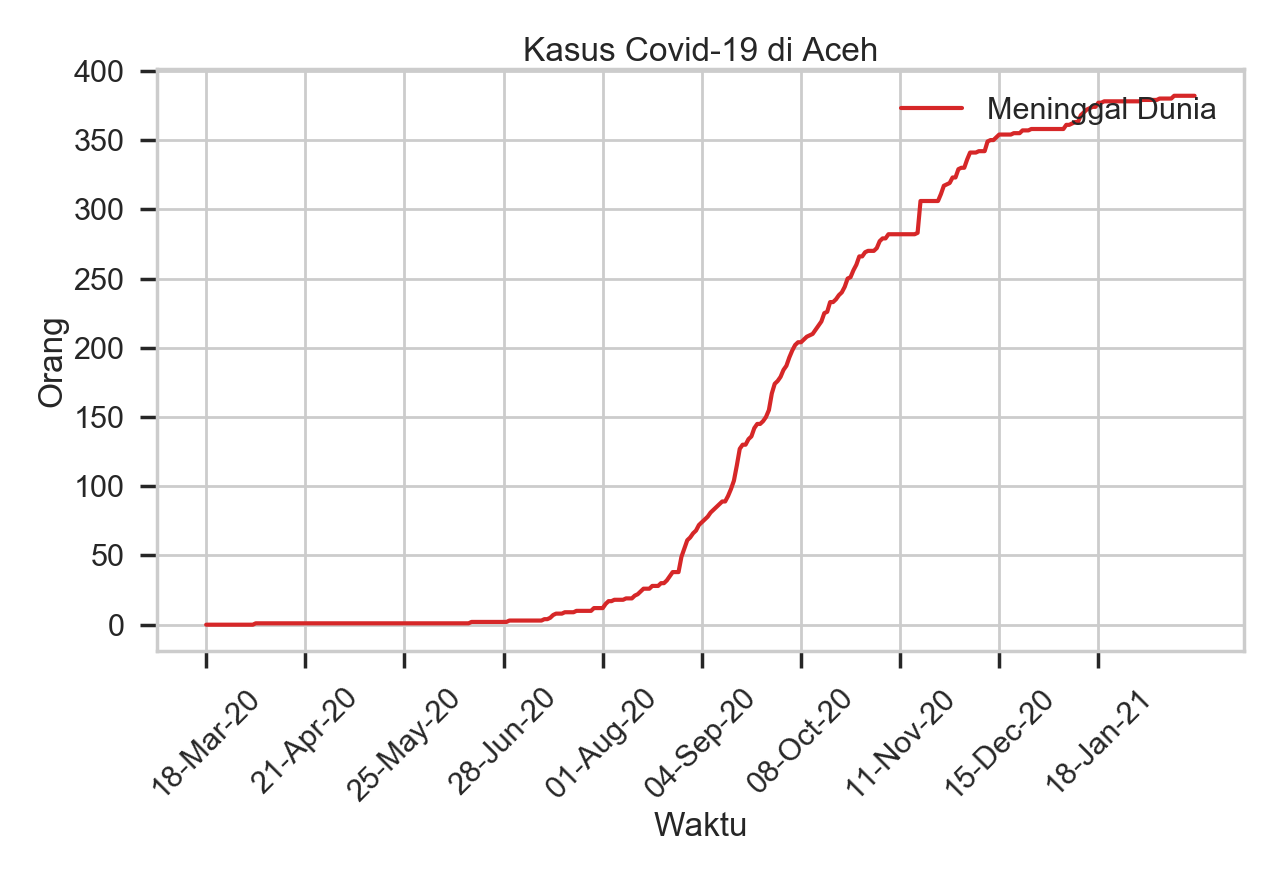 Kasus Covid-19 di Aceh
Meninggal Dunia
400
350
300
250
200
150
100
50
0
Orang
18-Mar-20
21-Apr-20
25-May-20
28-Jun-20
01-Aug-20
04-Sep-20
08-Oct-20
11-Nov-20
15-Dec-20
18-Jan-21
Waktu